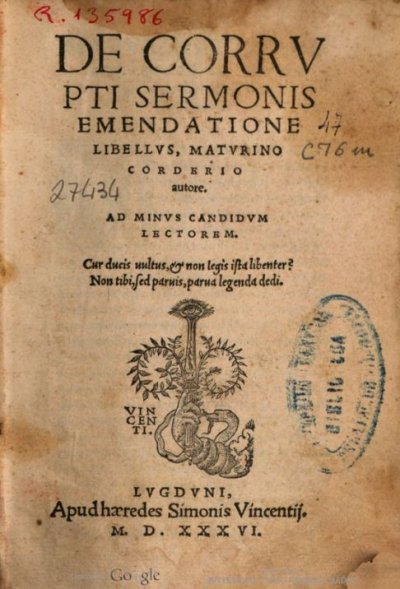 R. 135986
DE CORRV
PTI SERMONIS
EMENDATIONE
LIBELLVS, MATVRINO
CORDERIO
autore.
47
C76m
27434
AD MINVS CANDIDVM
LECTOREM.
Cur ducis uultus, & non legis ista libenter?
Non tibi, sed paruis, parua legenda dedi.
VIN
CEN
TI.
BIBLIO
LVGDVNI,
Apud hæredes Simonis Vincentij.
M. D. XXXVI.
Google